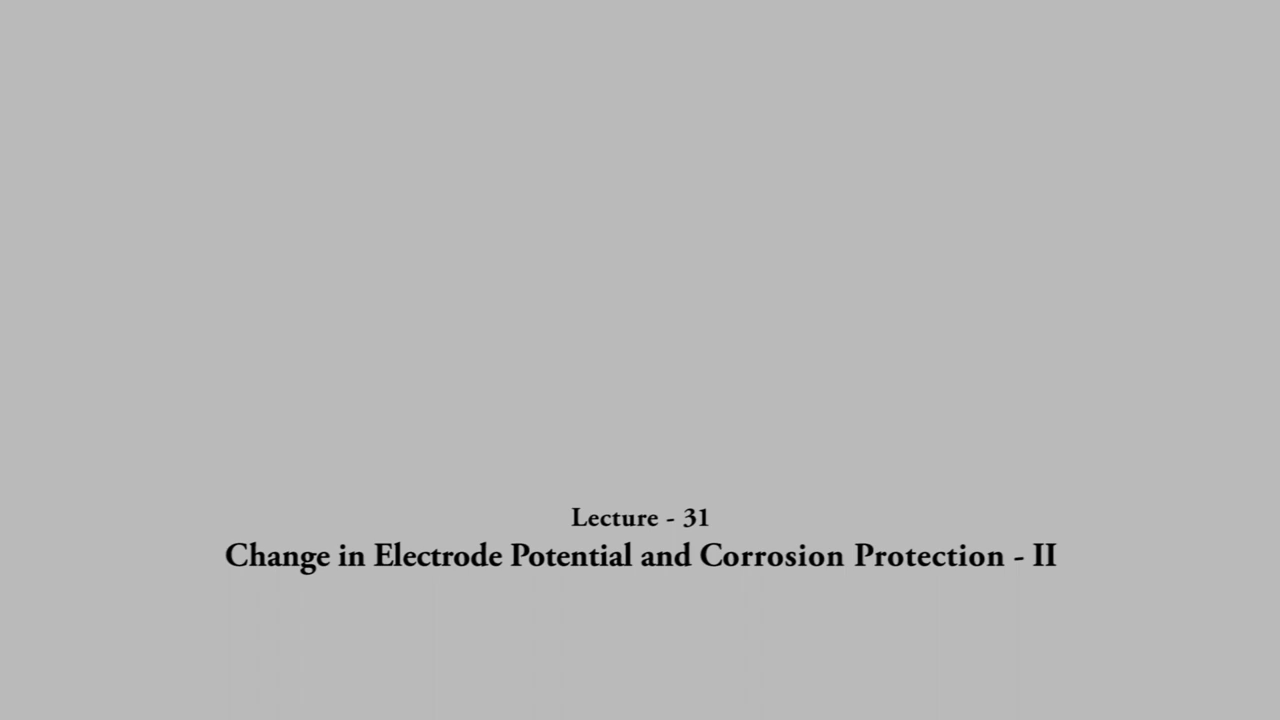 Lecture - 31
Change in Electrode Potential and Corrosion Protection - II